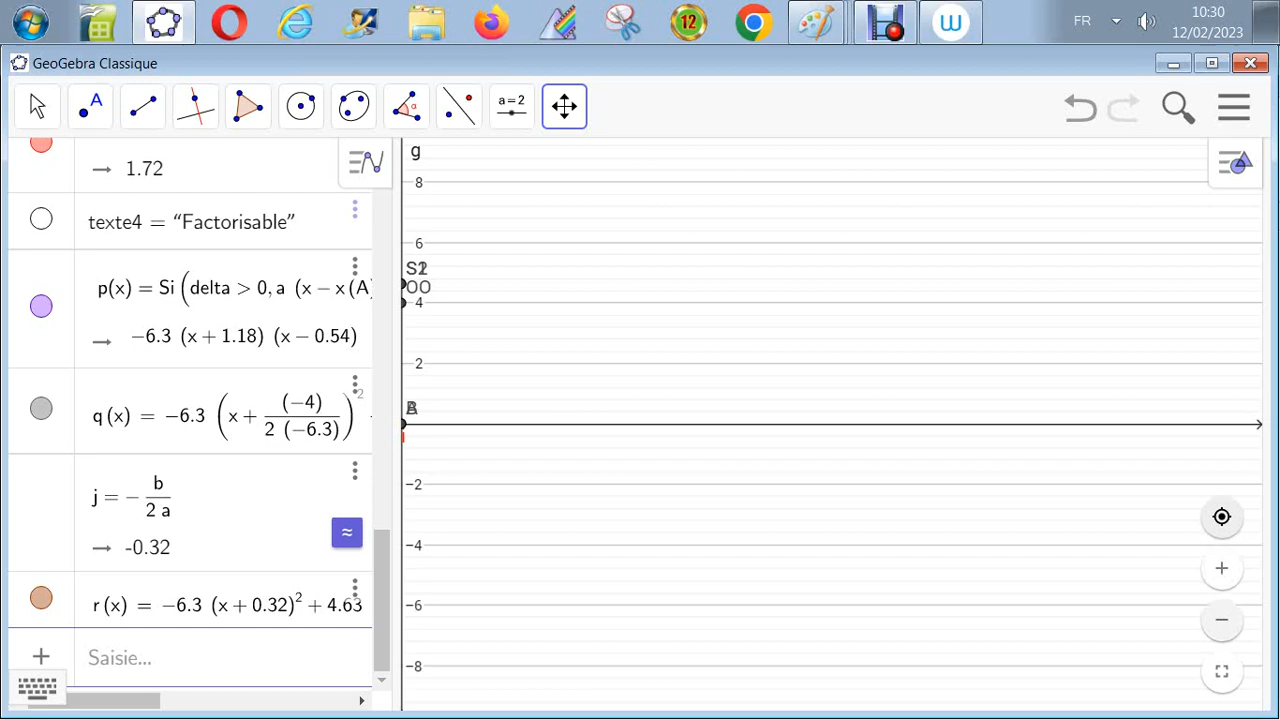 12
W
FR
10:30
12/02/2023
GeoGebra Classique
A
α
a=2
→ 1.72
texte4 = “Factorisable”
p(x) = Si (delta > 0, a (x − x(A)
→ −6.3 (x + 1.18) (x − 0.54)
q(x) = −6.3 (x + (−4) / 2 (−6.3))²
j = − b / 2 a
→ -0.32
≈
r(x) = −6.3 (x + 0.32)² + 4.63
+ Saisie...
g
8
6
4
2
−2
−4
−6
−8